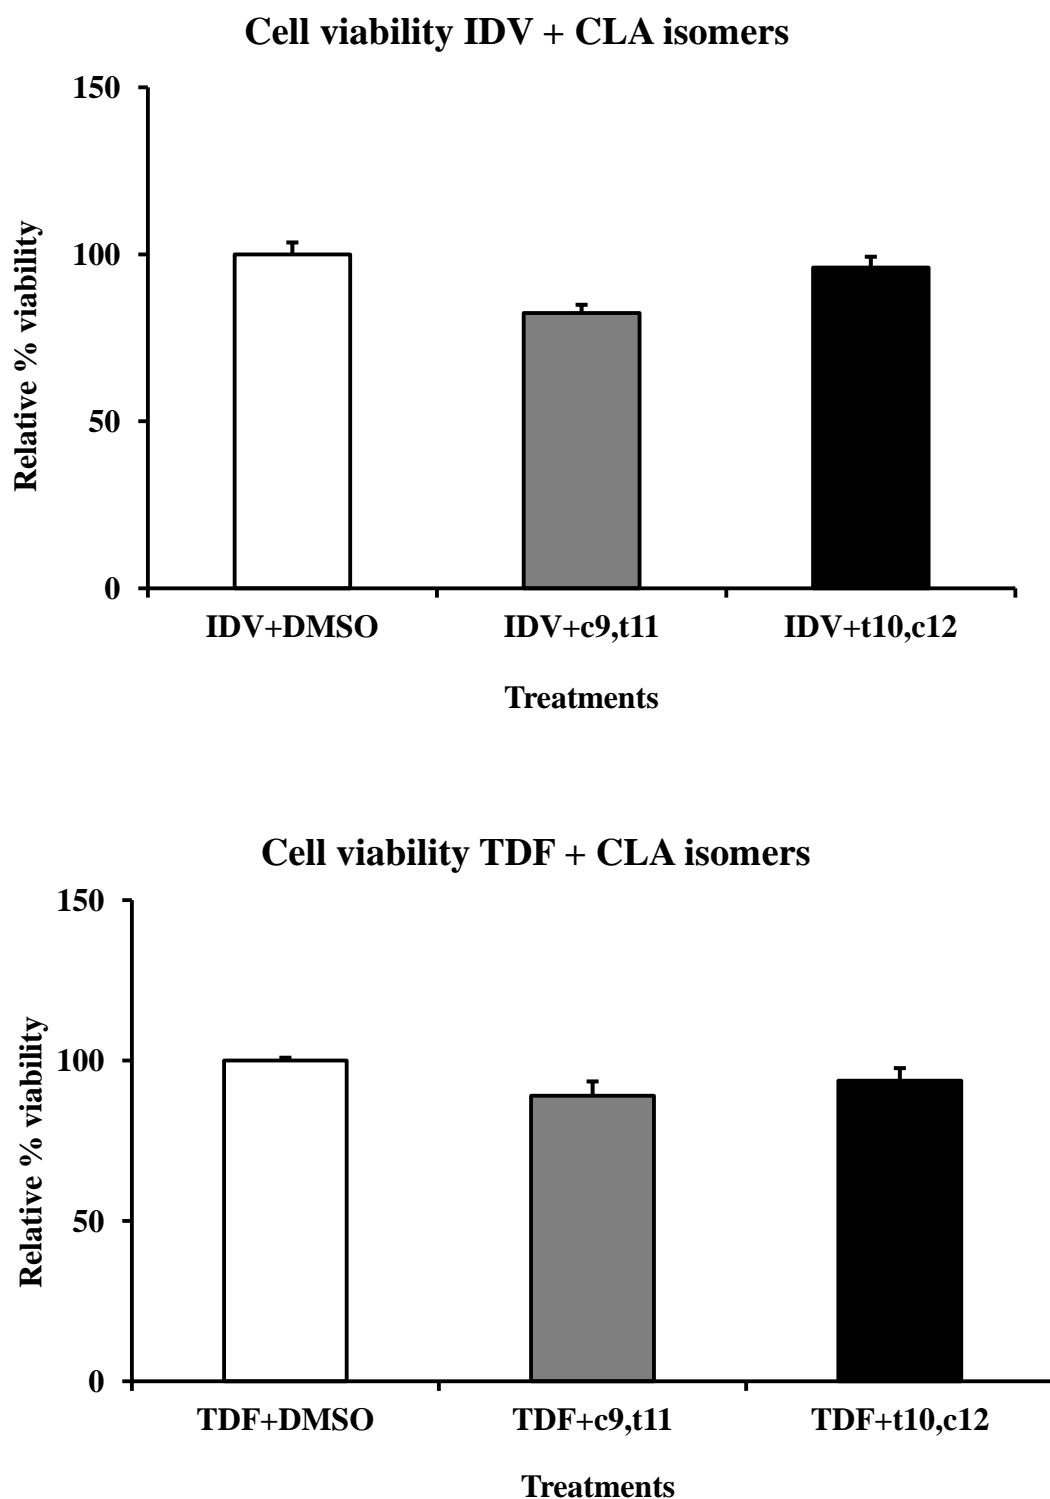 Cell viability IDV + CLA isomers
150
100
50
0
Relative % viability
IDV+DMSO IDV+c9,t11 IDV+t10,c12
Treatments
Cell viability TDF + CLA isomers
150
100
50
0
Relative % viability
TDF+DMSO TDF+c9,t11 TDF+t10,c12
Treatments